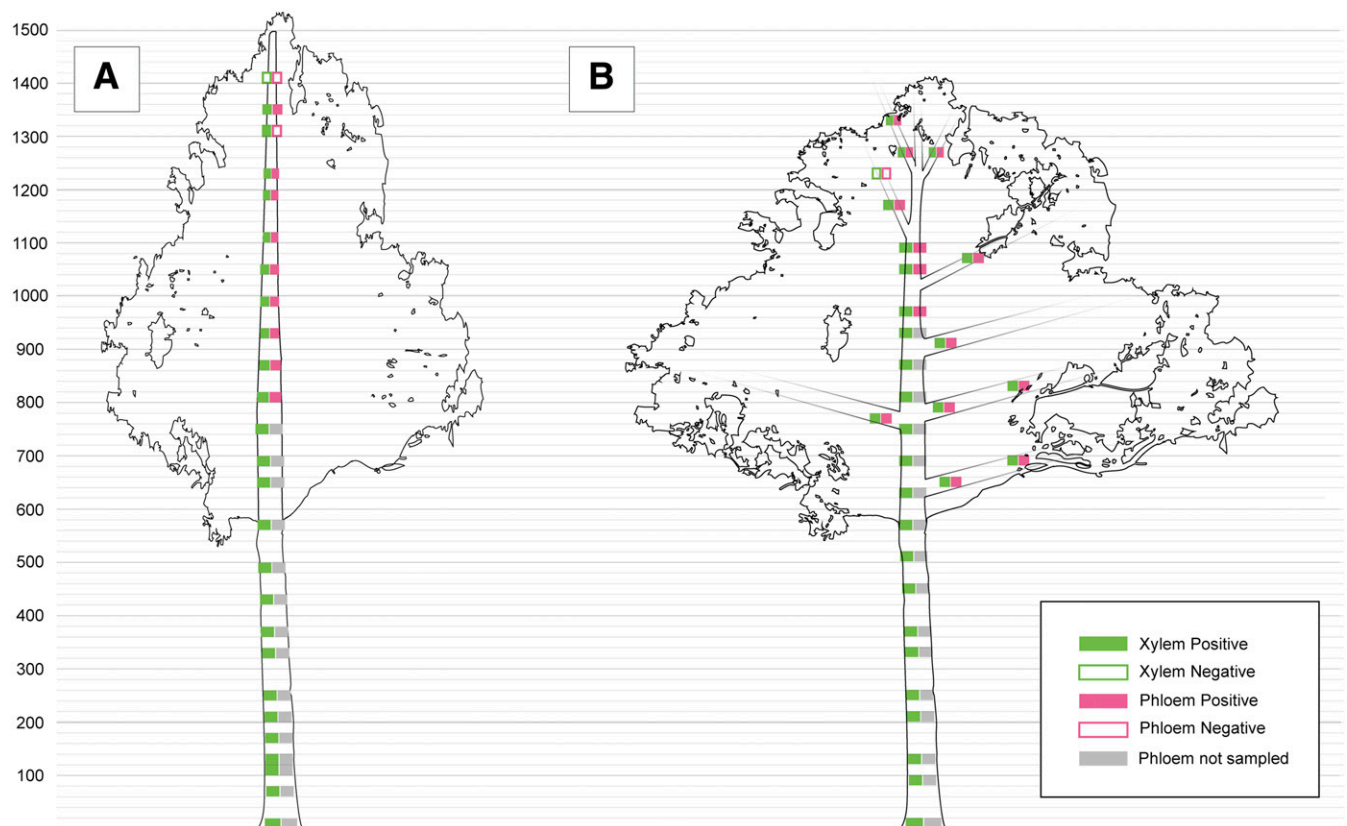 1500
1400
1300
1200
1100
1000
900
800
700
600
500
400
300
200
100
A
B
Xylem Positive
Xylem Negative
Phloem Positive
Phloem Negative
Phloem not sampled